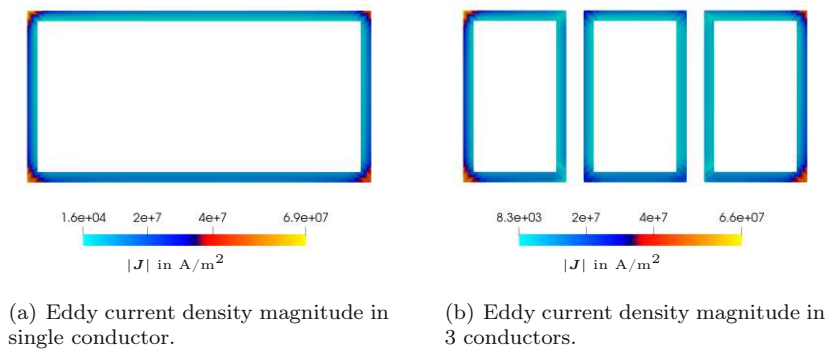 1.6e+04 2e+7 4e+7 6.9e+07
|J| in A/m²
8.3e+03 2e+7 4e+7 6.6e+07
|J| in A/m²
(a) Eddy current density magnitude in
single conductor.
(b) Eddy current density magnitude in
3 conductors.